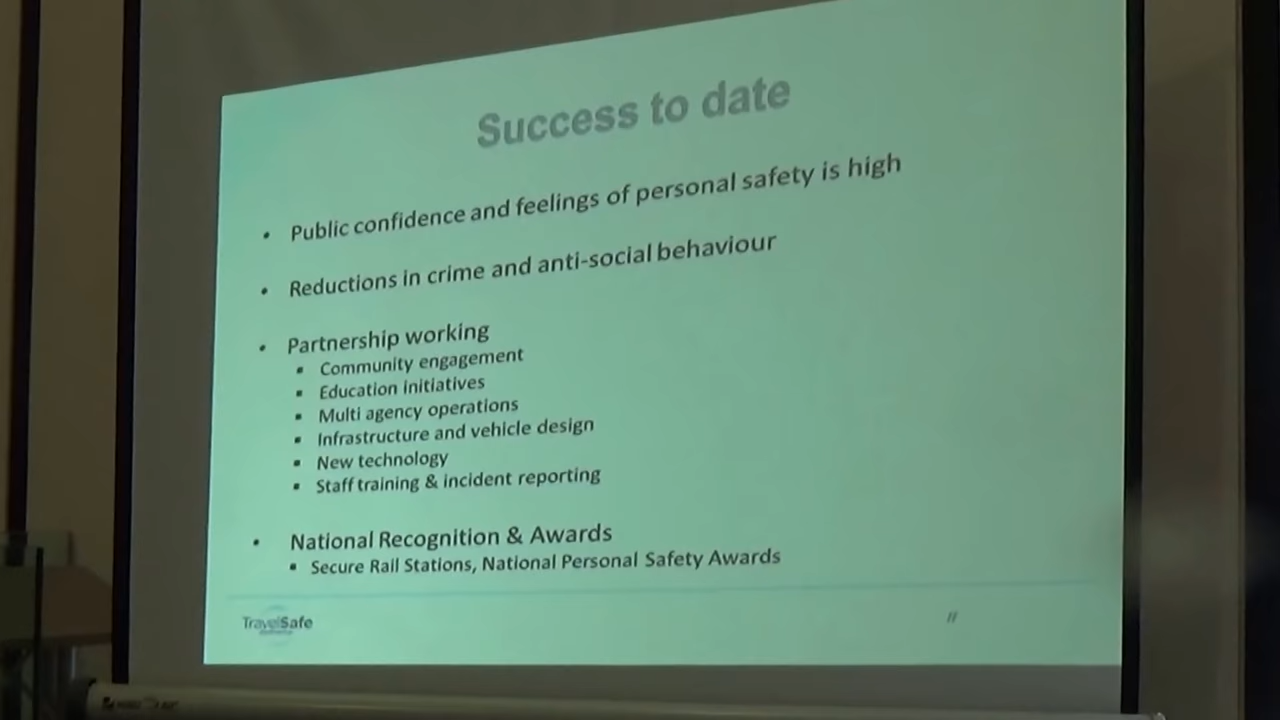 Success to date
• Public confidence and feelings of personal safety is high
• Reductions in crime and anti-social behaviour
• Partnership working
▪ Community engagement
▪ Education initiatives
▪ Multi agency operations
▪ Infrastructure and vehicle design
▪ New technology
▪ Staff training & incident reporting
• National Recognition & Awards
▪ Secure Rail Stations, National Personal Safety Awards
TravelSafe